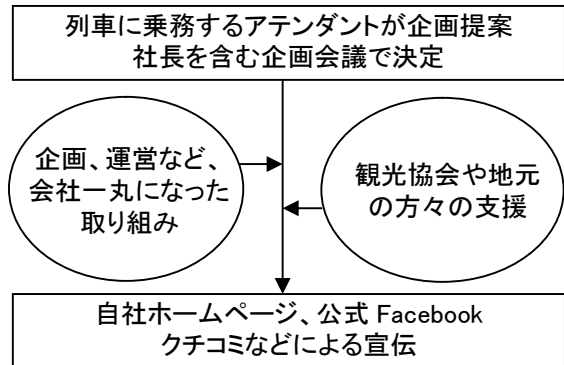 列車に乗務するアテンダントが企画提案
社長を含む企画会議で決定
企画、運営など、
会社一丸になった
取り組み
観光協会や地元
の方々の支援
自社ホームページ、公式 Facebook
クチコミなどによる宣伝